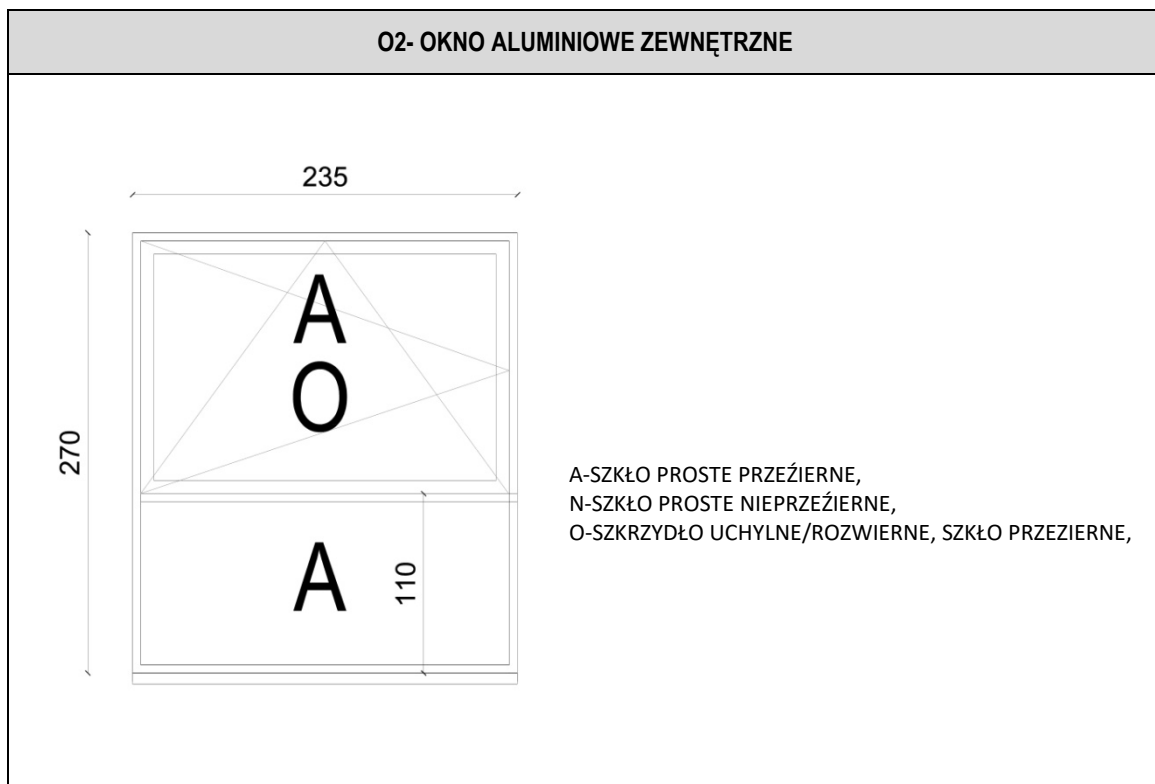 O2- OKNO ALUMINIOWE ZEWNĘTRZNE
235
270
A
O
A
110
A-SZKŁO PROSTE PRZEŹIERNE,
N-SZKŁO PROSTE NIEPRZEŹIERNE,
O-SZKRZYDŁO UCHYLNE/ROZWIERNE, SZKŁO PRZEZIERNE,